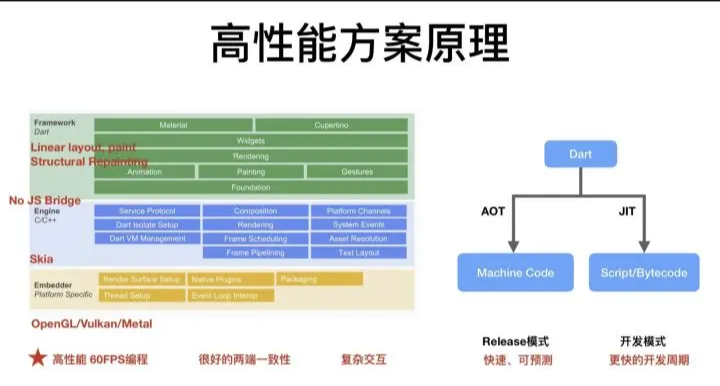 高性能方案原理
Framework
Dart
Material
Cupertino
Widgets
Linear layout, paint
Structural Repainting
Rendering
Animation
Painting
Gestures
Foundation
No JS Bridge
Engine
C/C++
Service Protocol
Composition
Platform Channels
Dart Isolate Setup
Rendering
System Events
Dart VM Management
Frame Scheduling
Asset Resolution
Frame Pipelining
Text Layout
Skia
Embedder
Platform Specific
Render Surface Setup
Native Plugins
Packaging
Thread Setup
Event Loop Interop
OpenGL/Vulkan/Metal
高性能 60FPS编程
很好的两端一致性
复杂交互
Dart
AOT
JIT
Machine Code
Script/Bytecode
Release模式
快速、可预测
开发模式
更快的开发周期